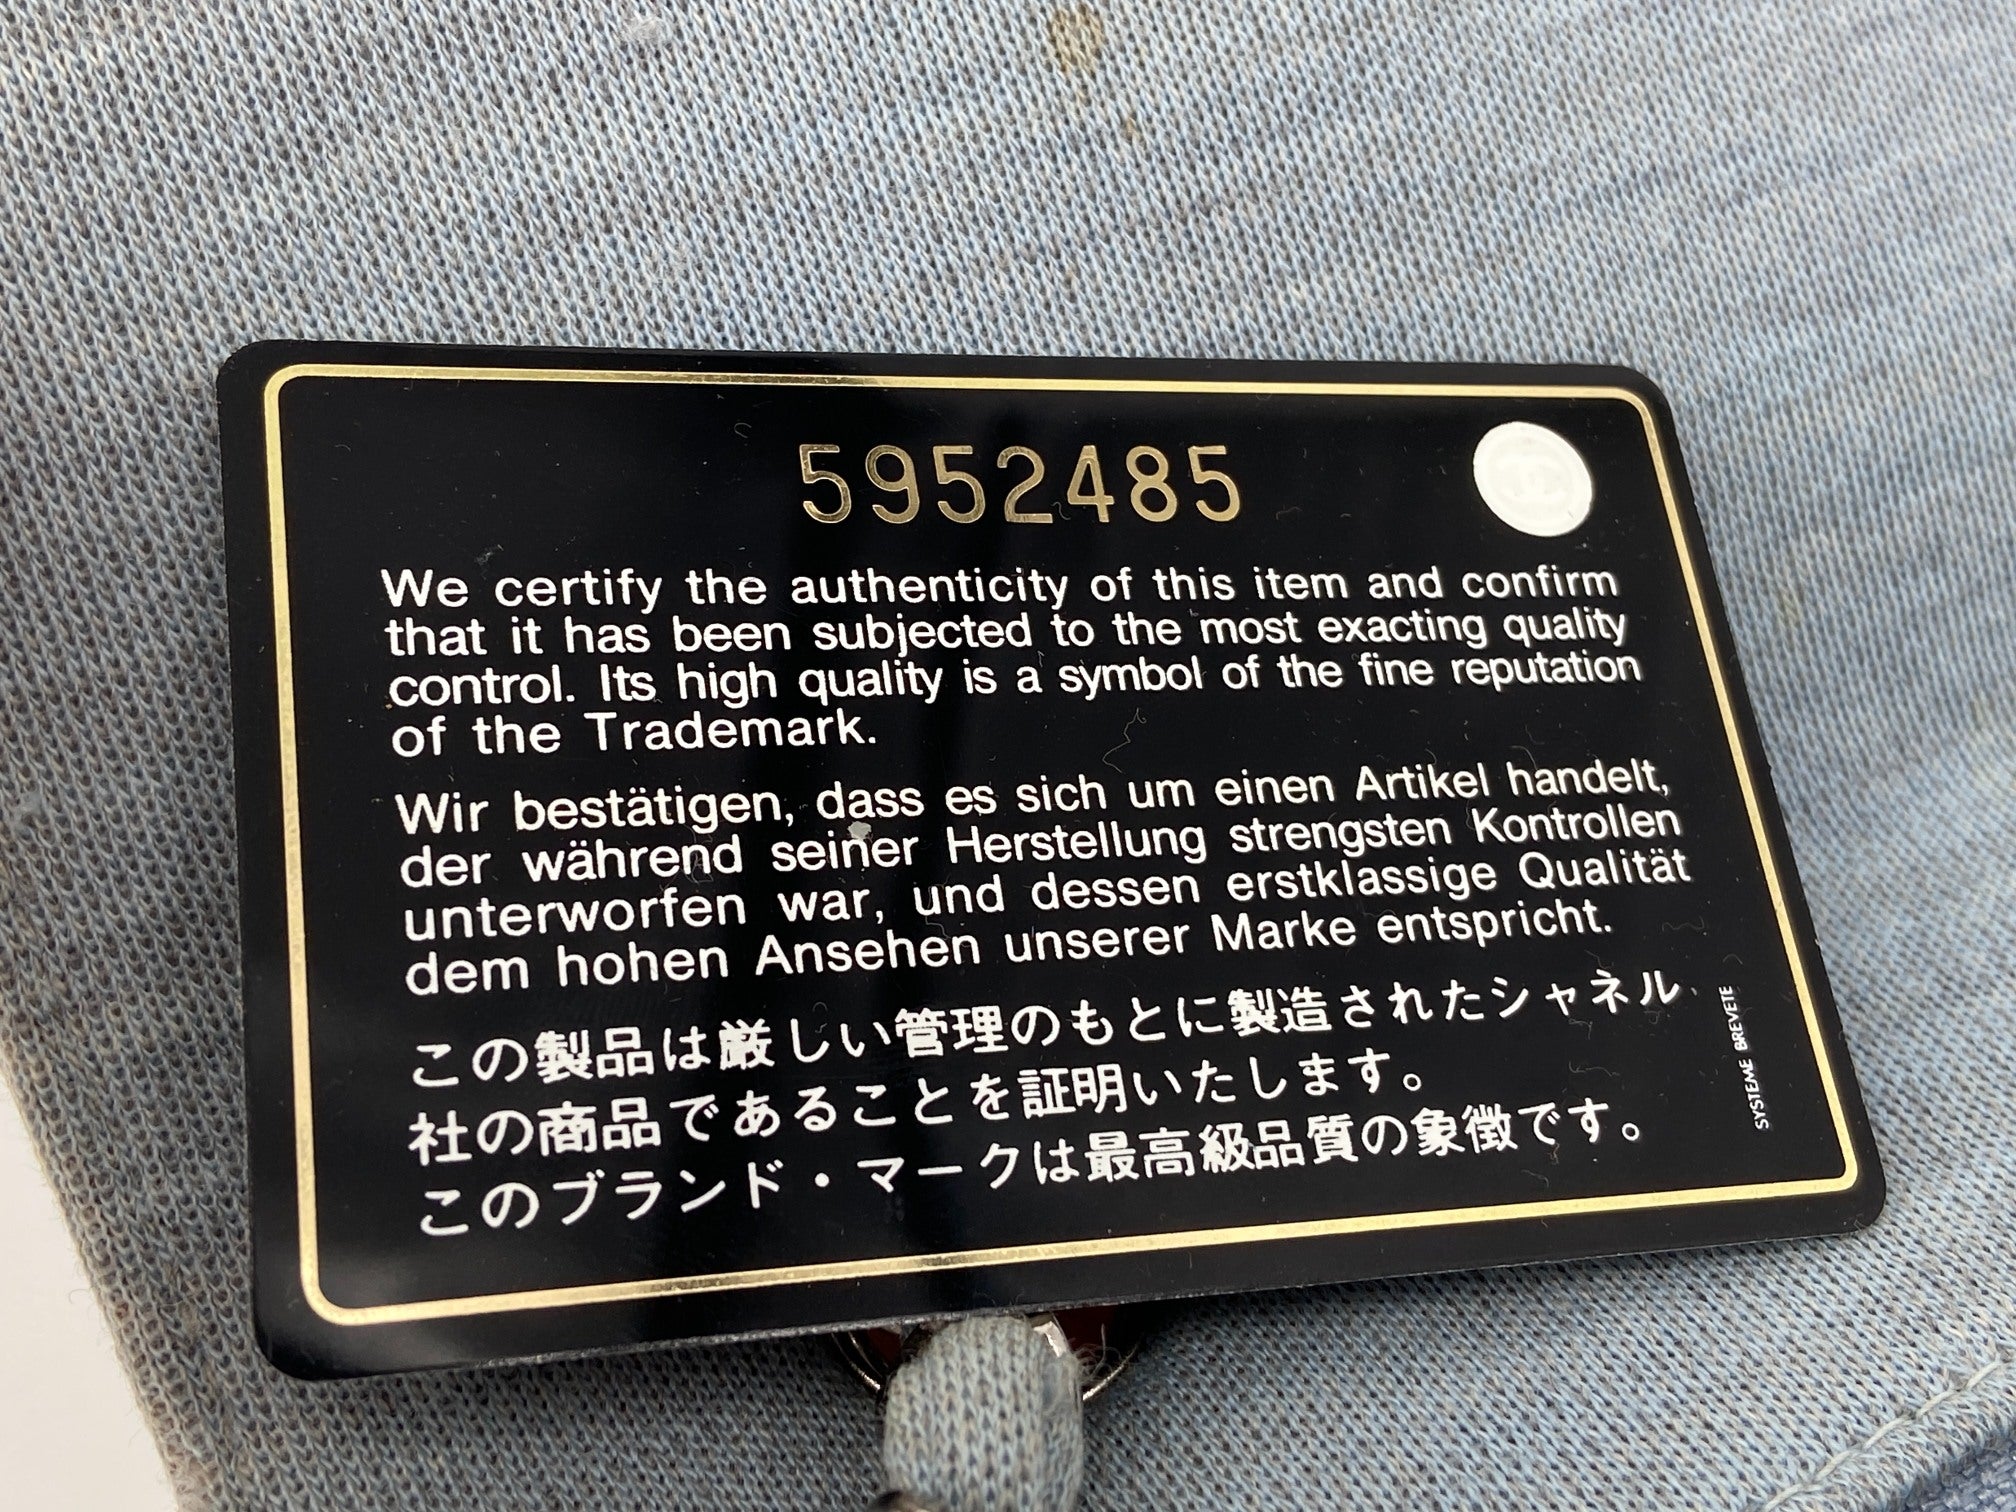 5952485
We certify the authenticity of this item and confirm
that it has been subjected to the most exacting quality
control. Its high quality is a symbol of the fine reputation
of the Trademark.
Wir bestätigen, dass es sich um einen Artikel handelt,
der während seiner Herstellung strengsten Kontrollen
unterworfen war, und dessen erstklassige Qualität
dem hohen Ansehen unserer Marke entspricht.
この製品は厳しい管理のもとに製造されたシャネル
社の商品であることを証明いたします。
このブランド・マークは最高級品質の象徴です。
SYSTEME BREVETE